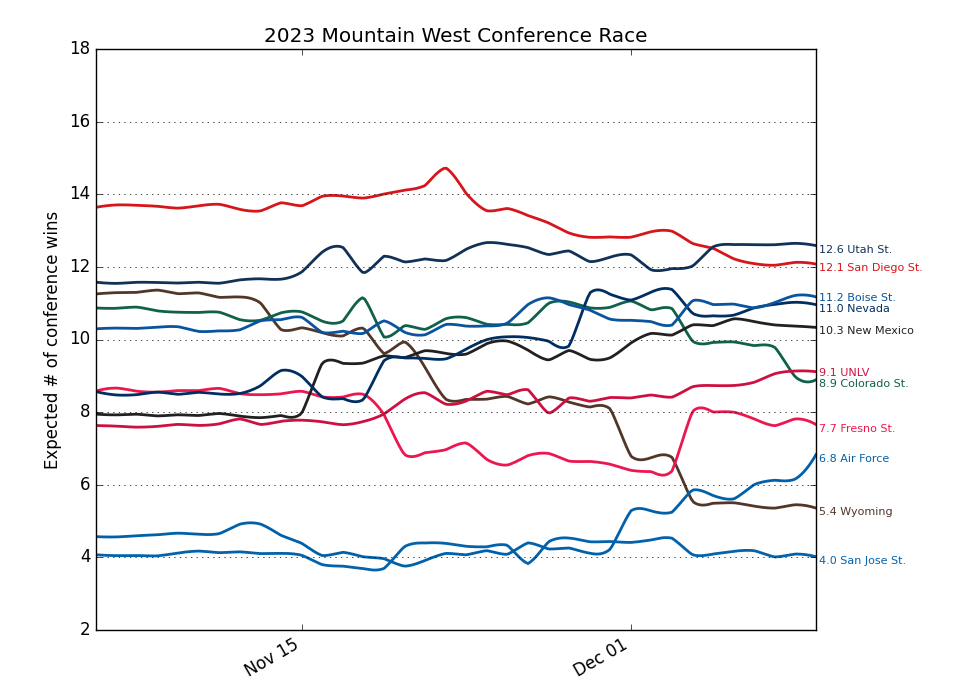 2023 Mountain West Conference Race
Expected # of conference wins
18
16
14
12
10
8
6
4
2
Nov 15
Dec 01
12.6 Utah St.
12.1 San Diego St.
11.2 Boise St.
11.0 Nevada
10.3 New Mexico
9.1 UNLV
8.9 Colorado St.
7.7 Fresno St.
6.8 Air Force
5.4 Wyoming
4.0 San Jose St.